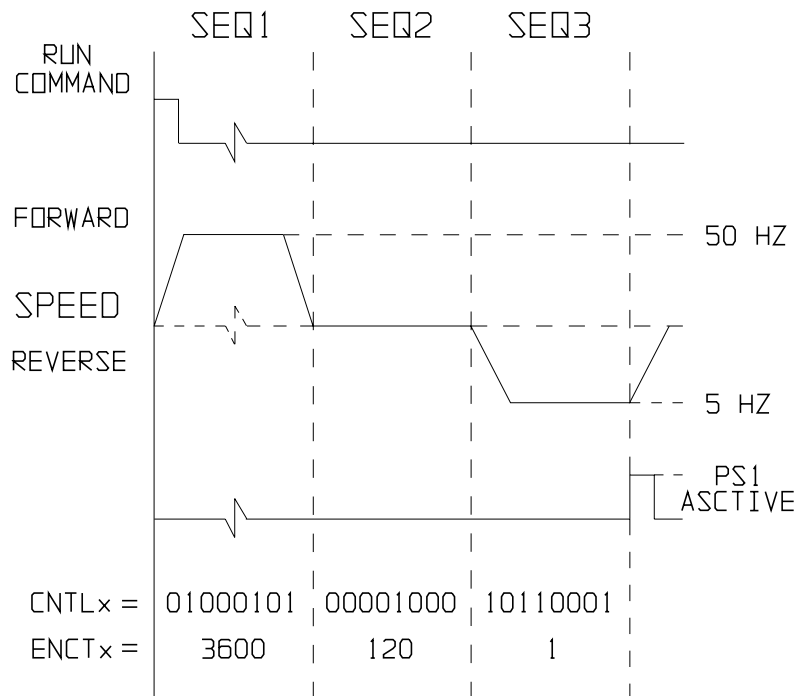 SEQ1 SEQ2 SEQ3
RUN
COMMAND
FORWARD
50 HZ
SPEED
REVERSE
5 HZ
PS1
ASCTIVE
CNTLx = 01000101 00001000 10110001
ENCTx = 3600 120 1